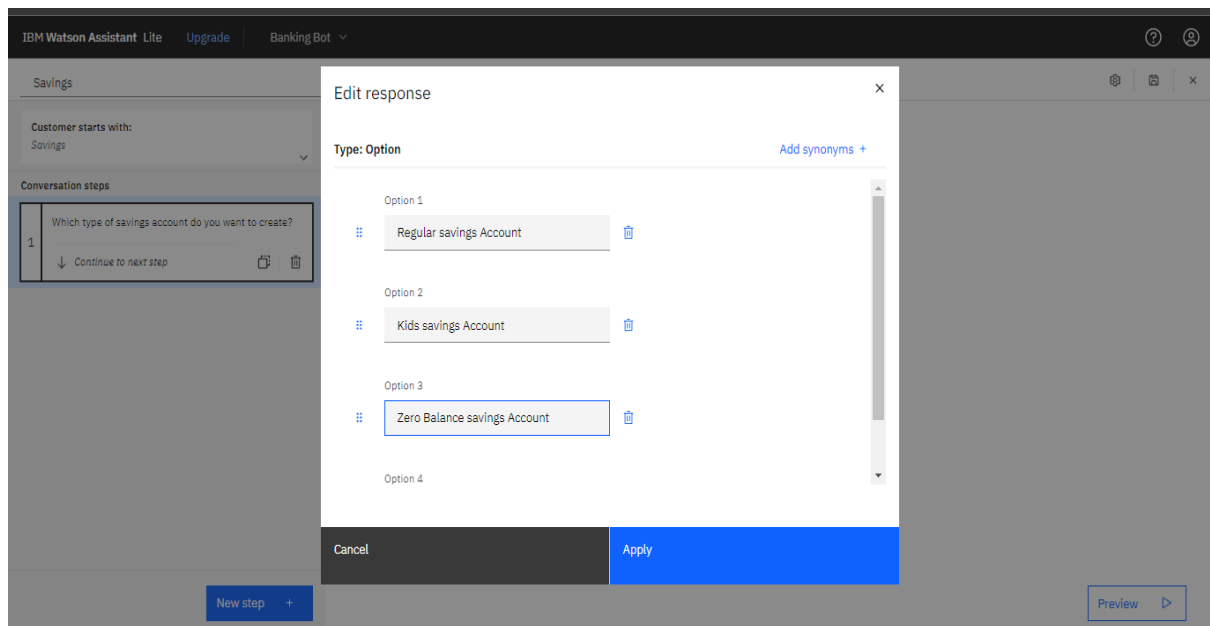 IBM Watson Assistant Lite Upgrade Banking Bot
Savings
Customer starts with:
Savings
Conversation steps
1
Which type of savings account do you want to create?
Continue to next step
New step +
Edit response
Type: Option
Add synonyms +
Option 1
Regular savings Account
Option 2
Kids savings Account
Option 3
Zero Balance savings Account
Option 4
Cancel
Apply
Preview